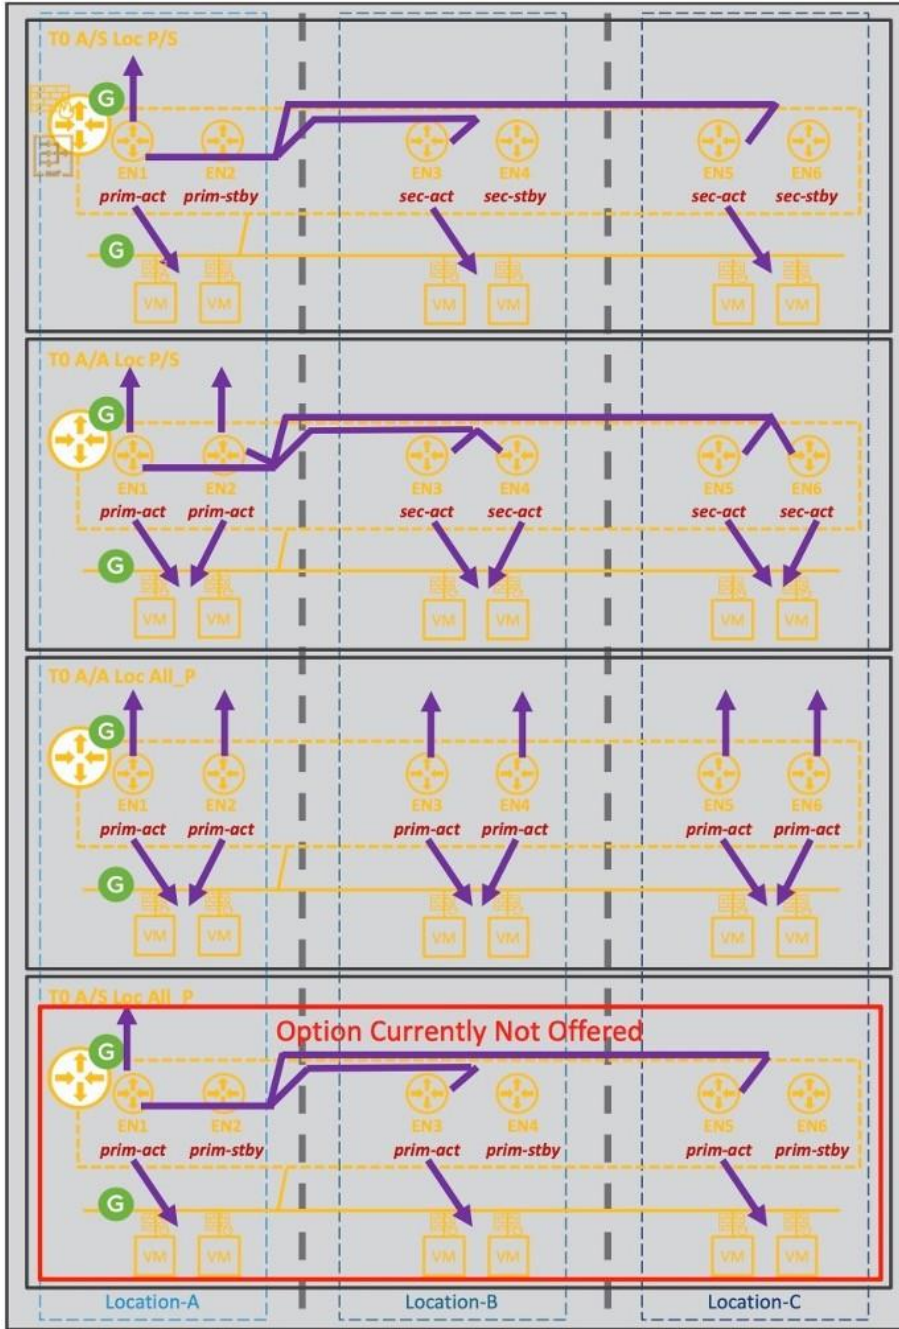 T0 A/S Loc P/S
G
EN1 EN2 EN3 EN4 EN5 EN6
prim-act prim-stby sec-act sec-stby sec-act sec-stby
G
VM VM VM VM VM VM
T0 A/A Loc P/S
G
EN1 EN2 EN3 EN4 EN5 EN6
prim-act prim-act sec-act sec-act sec-act sec-act
G
VM VM VM VM VM VM
T0 A/A Loc All_P
G
EN1 EN2 EN3 EN4 EN5 EN6
prim-act prim-act prim-act prim-act prim-act prim-act
G
VM VM VM VM VM VM
T0 A/S Loc All_P
Option Currently Not Offered
G
EN1 EN2 EN3 EN4 EN5 EN6
prim-act prim-stby prim-act prim-stby prim-act prim-stby
G
VM VM VM VM VM VM
Location-A Location-B Location-C